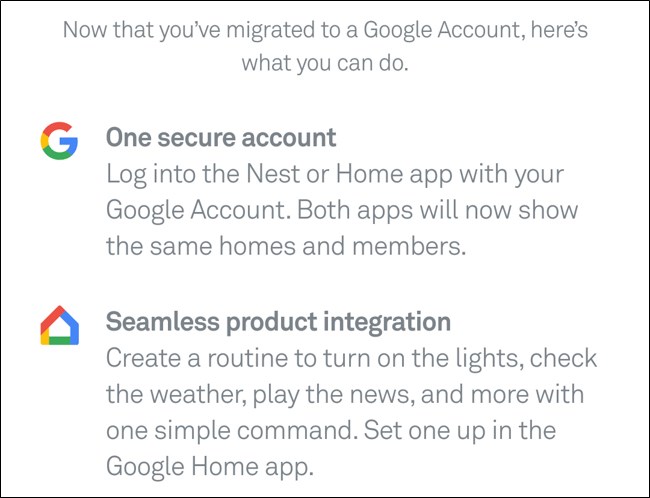 Now that you’ve migrated to a Google Account, here’s
what you can do.
One secure account
Log into the Nest or Home app with your
Google Account. Both apps will now show
the same homes and members.
Seamless product integration
Create a routine to turn on the lights, check
the weather, play the news, and more with
one simple command. Set one up in the
Google Home app.